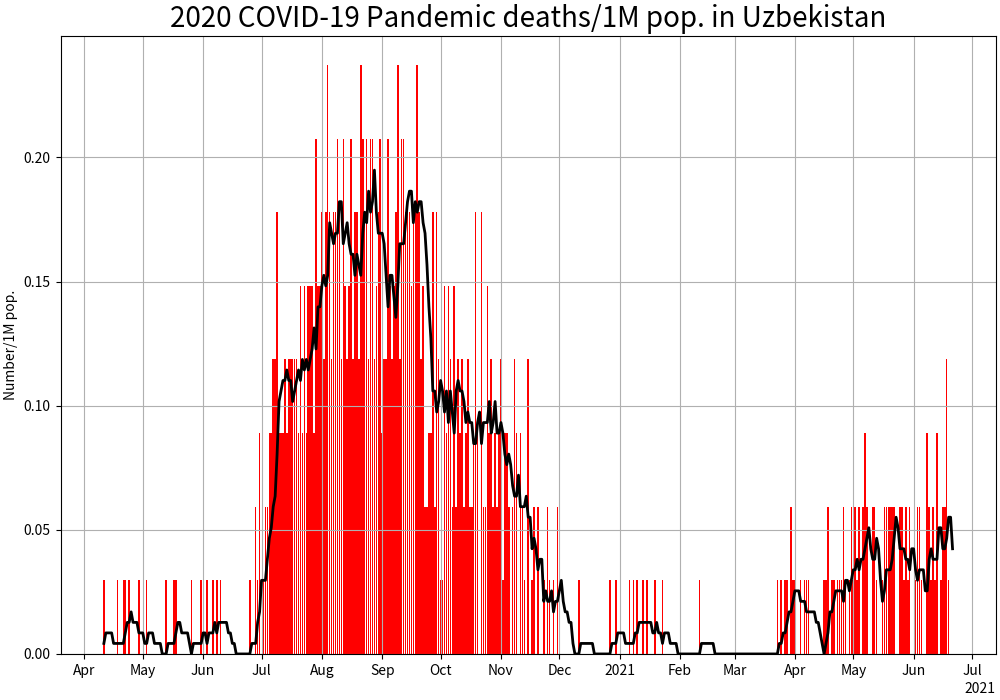 2020 COVID-19 Pandemic deaths/1M pop. in Uzbekistan
Number/1M pop.
0.20
0.15
0.10
0.05
0.00
Apr May Jun Jul Aug Sep Oct Nov Dec 2021 Feb Mar Apr May Jun Jul
2021